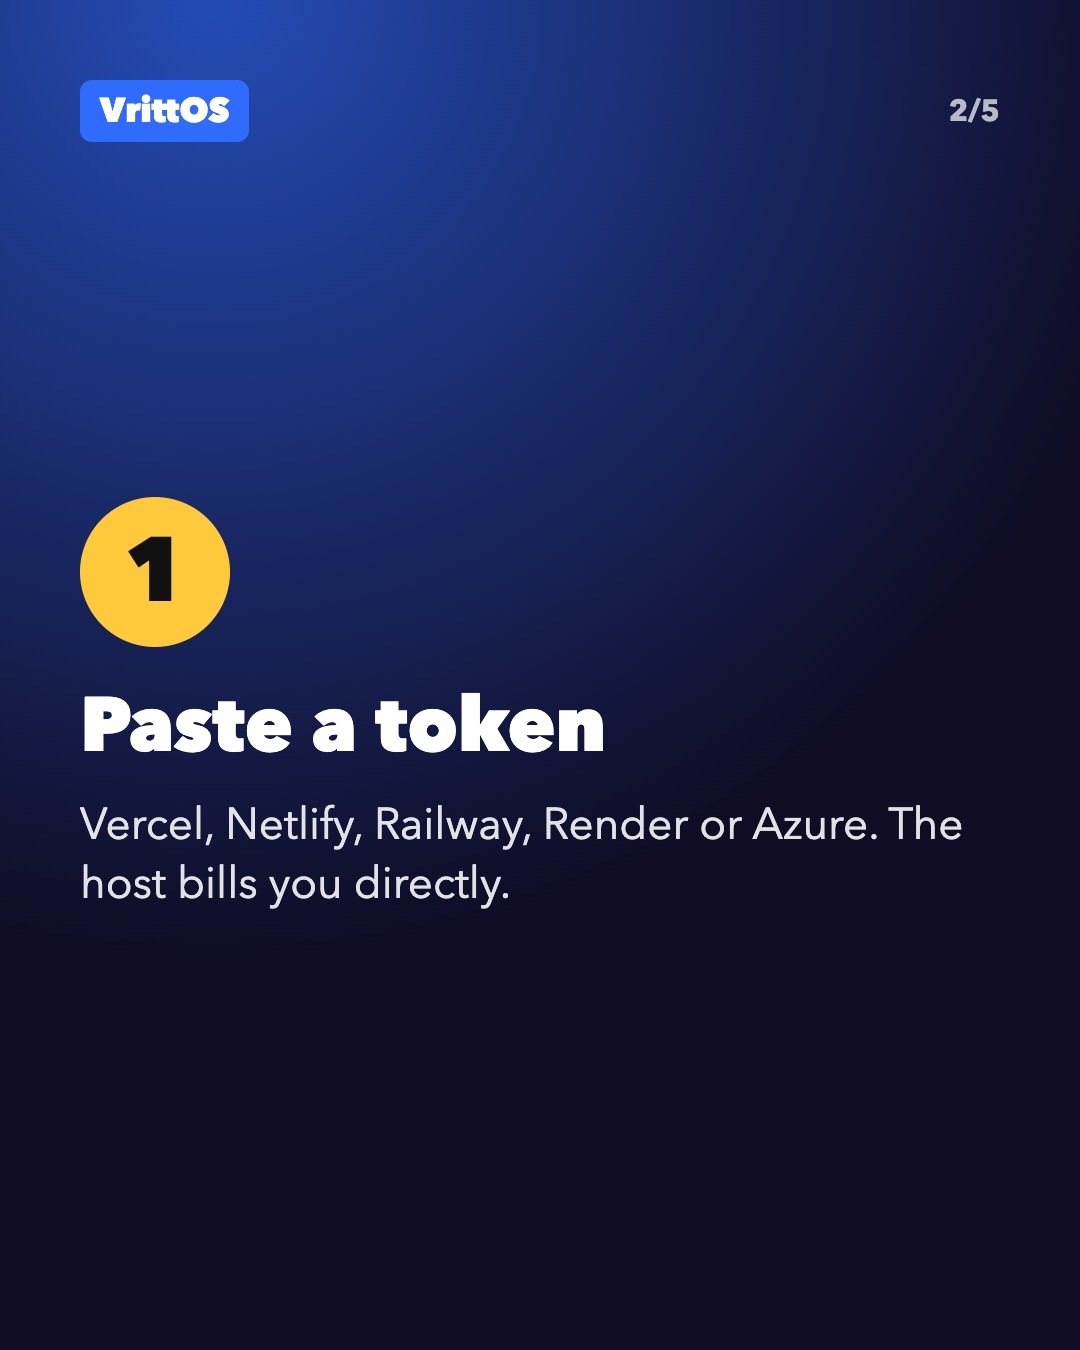 VrittOS
2/5
1
Paste a token
Vercel, Netlify, Railway, Render or Azure. The
host bills you directly.